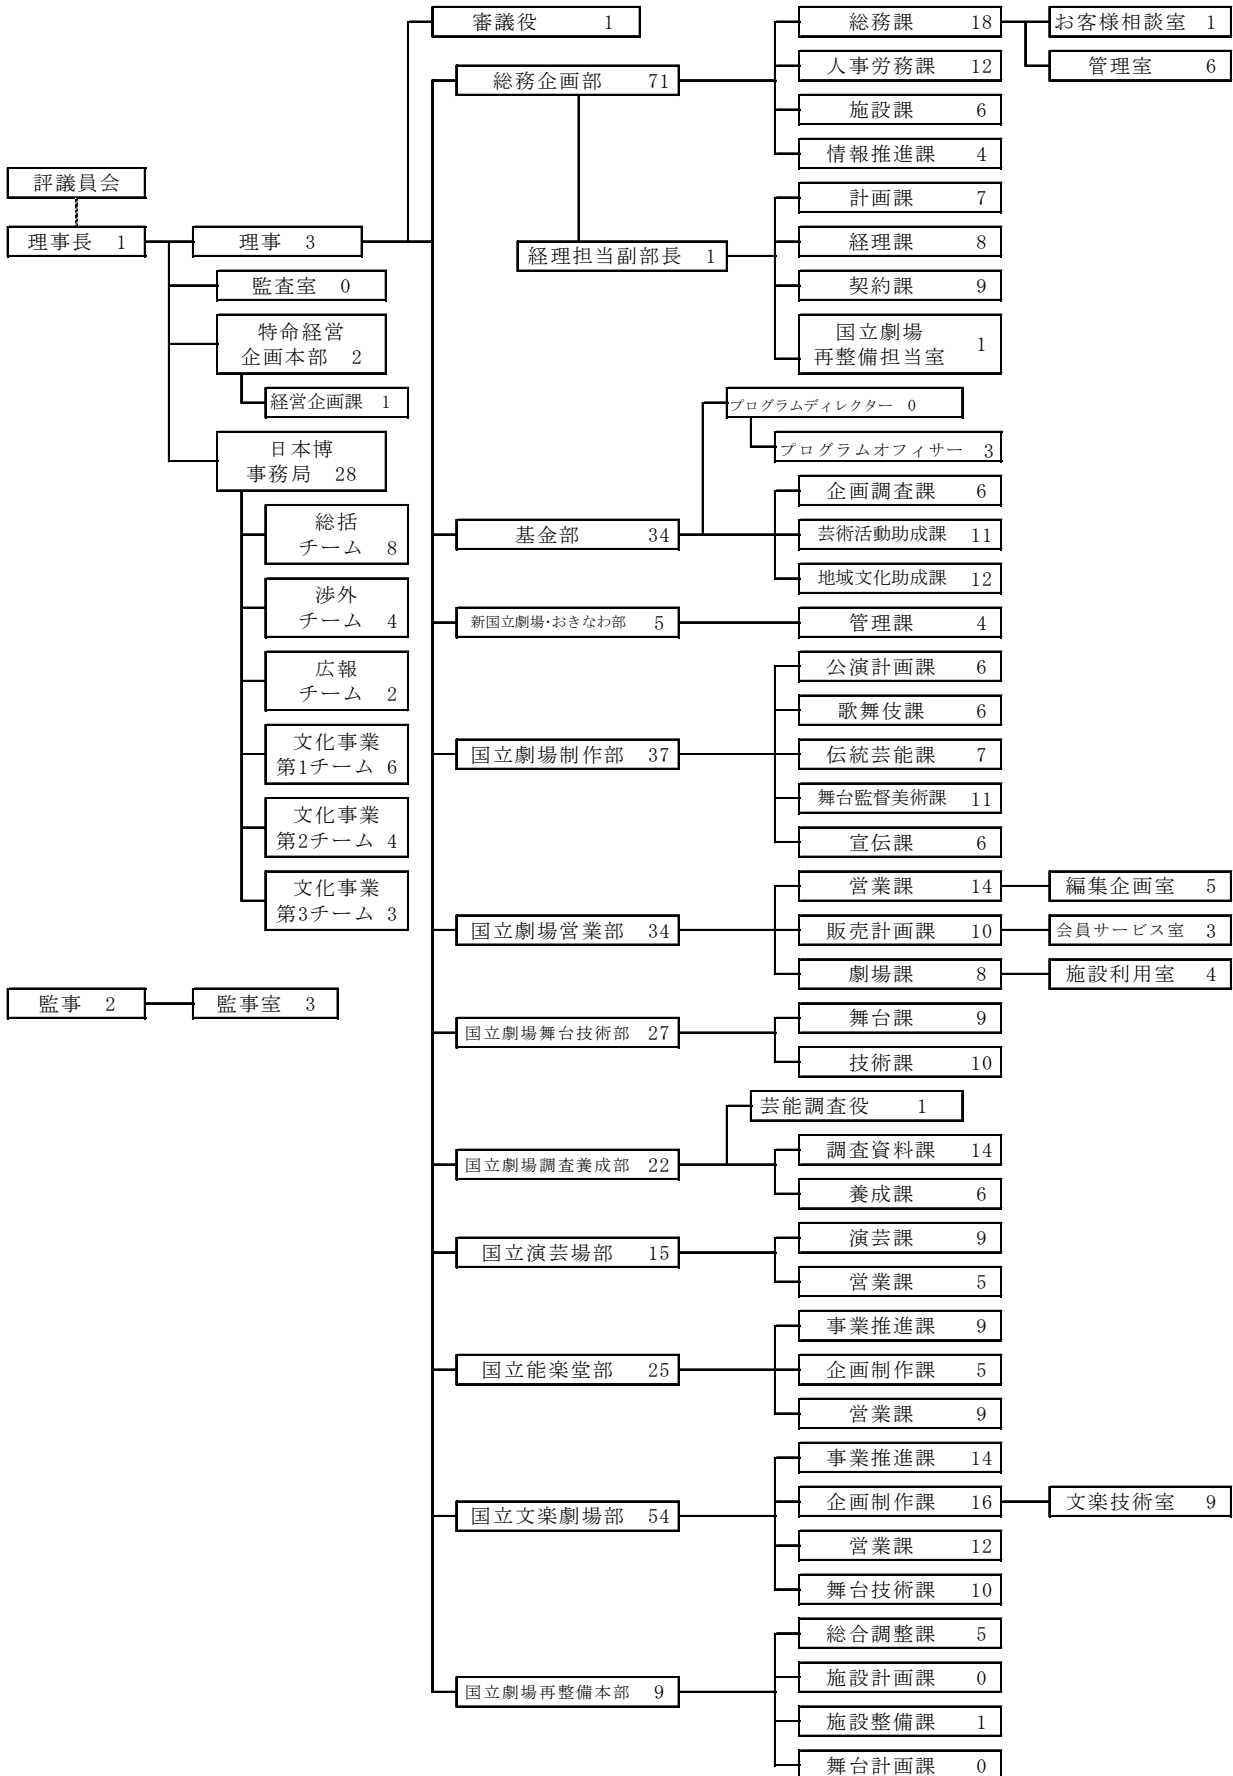 評議員会
理事長 1
理事 3
監査室 0
特命経営
企画本部 2
経営企画課 1
日本博
事務局 28
総括
チーム 8
渉外
チーム 4
広報
チーム 2
文化事業
第1チーム 6
文化事業
第2チーム 4
文化事業
第3チーム 3
監事 2
監事室 3
審議役 1
総務企画部 71
総務課 18
お客様相談室 1
管理室 6
人事労務課 12
施設課 6
情報推進課 4
経理担当副部長 1
計画課 7
経理課 8
契約課 9
国立劇場
再整備担当室 1
基金部 34
プログラムディレクター 0
プログラムオフィサー 3
企画調査課 6
芸術活動助成課 11
地域文化助成課 12
新国立劇場・おきなわ部 5
管理課 4
国立劇場制作部 37
公演計画課 6
歌舞伎課 6
伝統芸能課 7
舞台監督美術課 11
宣伝課 6
国立劇場営業部 34
営業課 14
編集企画室 5
販売計画課 10
会員サービス室 3
劇場課 8
施設利用室 4
国立劇場舞台技術部 27
舞台課 9
技術課 10
国立劇場調査養成部 22
芸能調査役 1
調査資料課 14
養成課 6
国立演芸場部 15
演芸課 9
営業課 5
国立能楽堂部 25
事業推進課 9
企画制作課 5
営業課 9
国立文楽劇場部 54
事業推進課 14
企画制作課 16
文楽技術室 9
営業課 12
舞台技術課 10
国立劇場再整備本部 9
総合調整課 5
施設計画課 0
施設整備課 1
舞台計画課 0